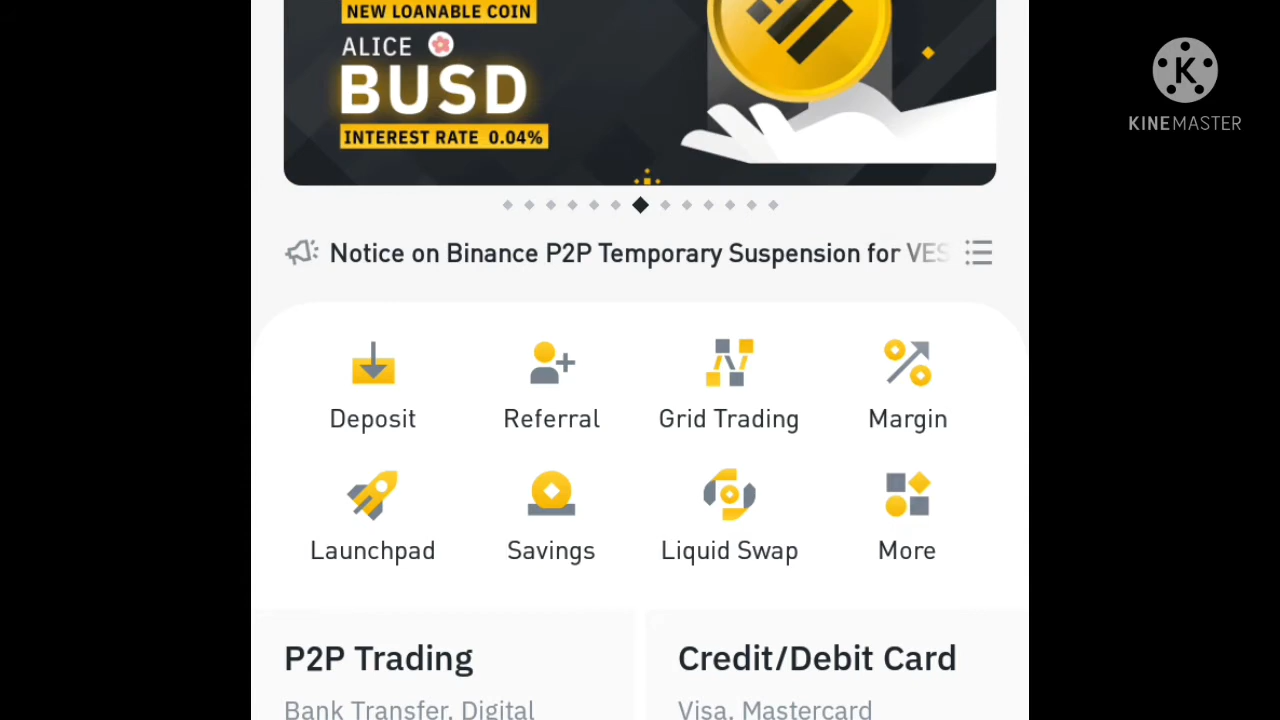 NEW LOANABLE COIN
ALICE
BUSD
INTEREST RATE 0.04%
K
KINEMASTER
Notice on Binance P2P Temporary Suspension for VES
Deposit
Referral
Grid Trading
Margin
Launchpad
Savings
Liquid Swap
More
P2P Trading
Credit/Debit Card
Bank Transfer, Digital
Visa, Mastercard